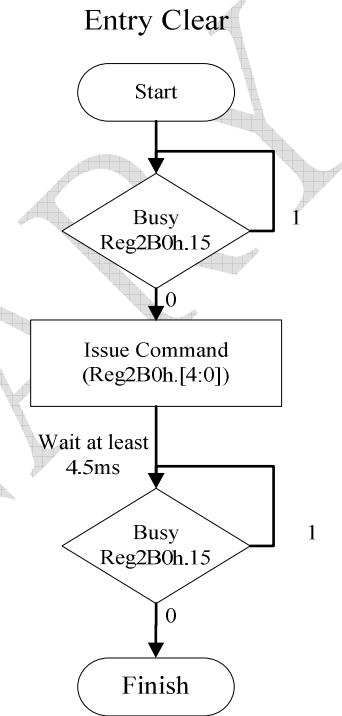 Entry Clear
Start
Busy
Reg2B0h.15
1
0
Issue Command
(Reg2B0h.[4:0])
Wait at least
4.5ms
Busy
Reg2B0h.15
1
0
Finish